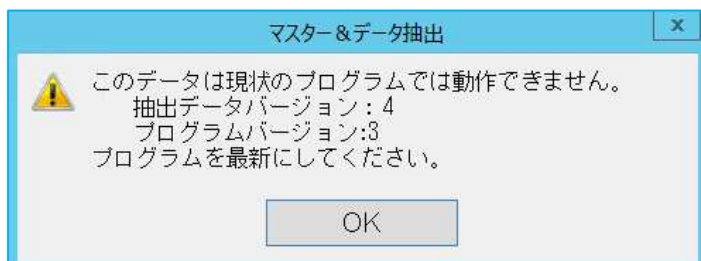 マスター＆データ抽出
x
このデータは現状のプログラムでは動作できません。
抽出データバージョン：4
プログラムバージョン:3
プログラムを最新にしてください。
OK